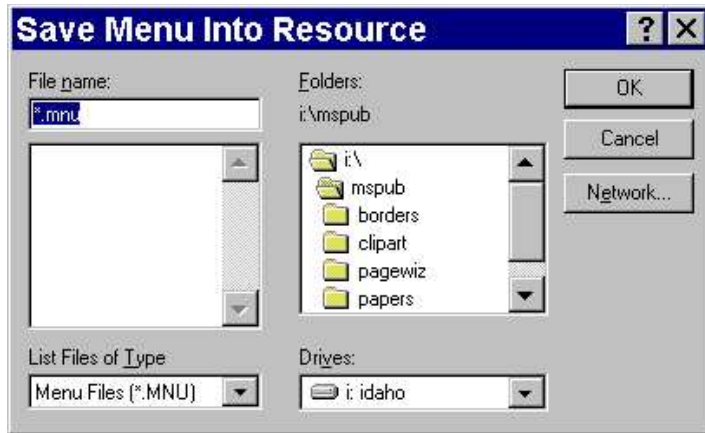 Save Menu Into Resource
File name:
*.mnu
Folders:
i:\mspub
i:\
mspub
borders
clipart
pagewiz
papers
OK
Cancel
Network...
List Files of Type
Menu Files (*.MNU)
Drives:
i: idaho